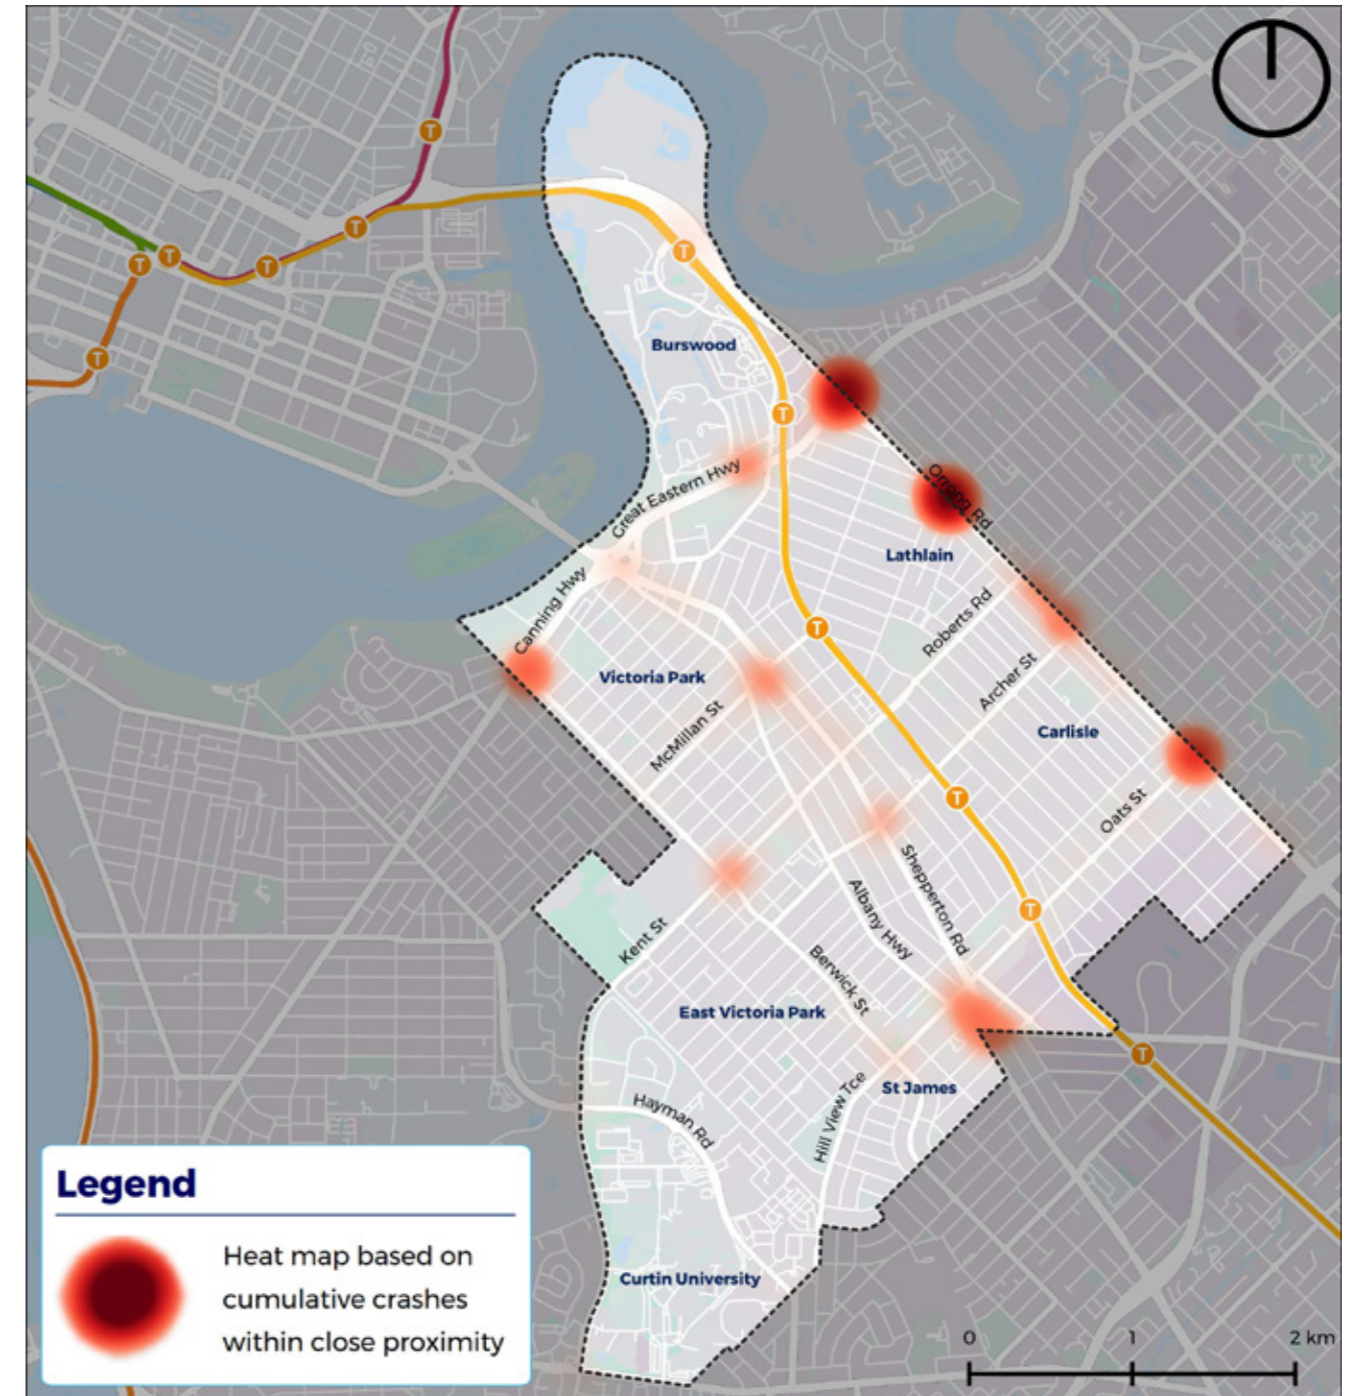 T
T
T
T
T
T
T
Burswood
T
Great Eastern Hwy
Orrong Rd
Lathlain
Canning Hwy
Roberts Rd
T
Victoria Park
Archer St
McMillan St
Carlisle
T
Oats St
Shepperton Rd
Albany Hwy
T
Kent St
Berwick St
East Victoria Park
T
St James
Hill View Tce
Hayman Rd
Curtin University
Legend
Heat map based on
cumulative crashes
within close proximity
0 1 2 km